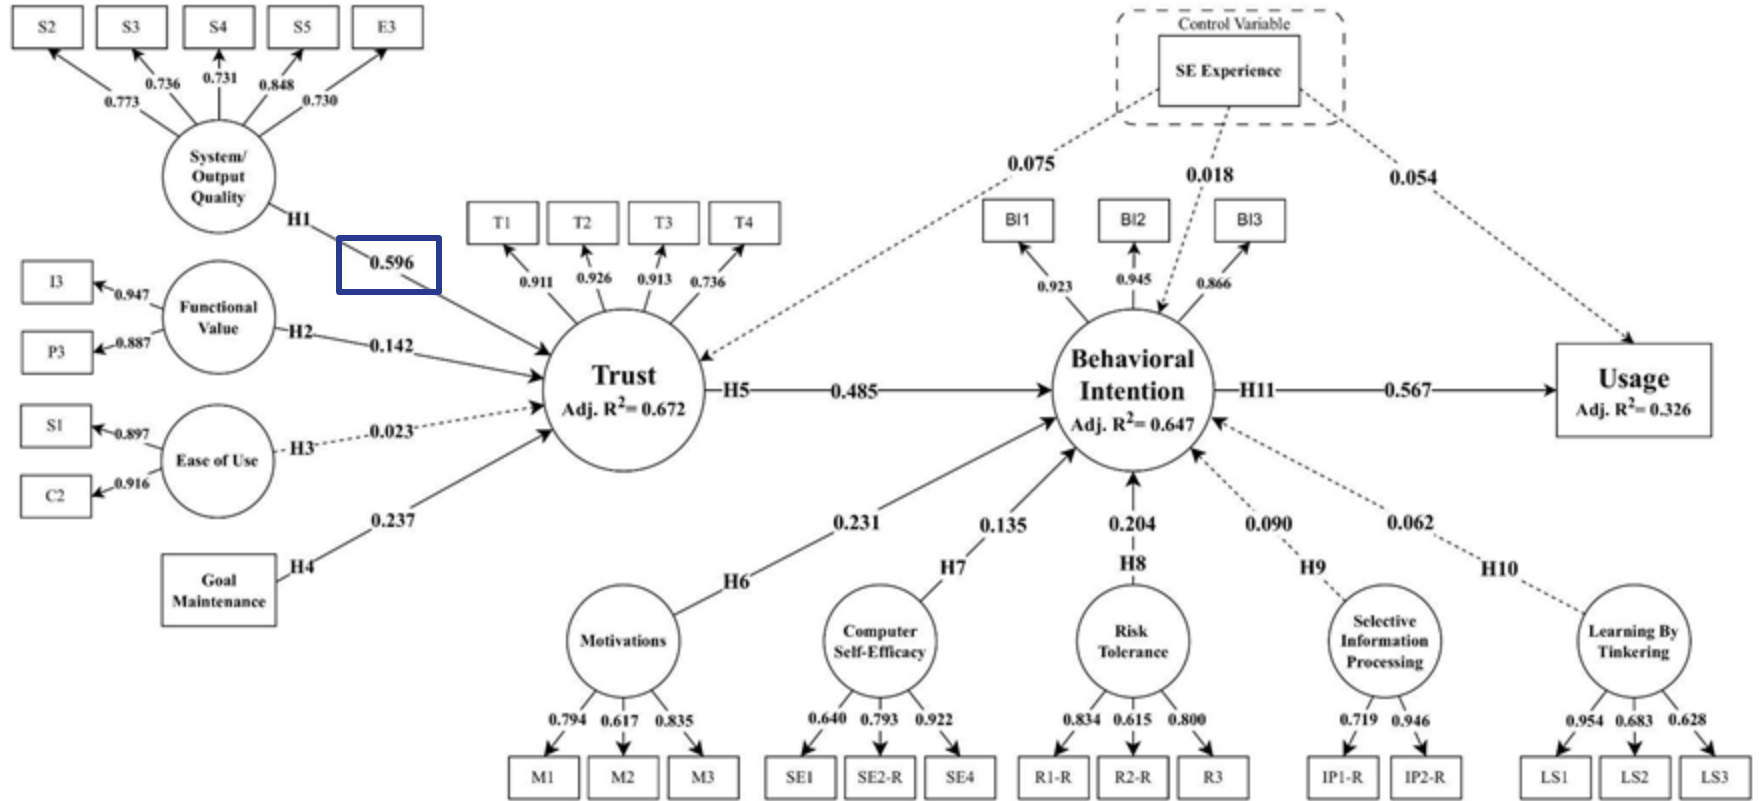 S2
S3
S4
S5
E3
0.773
0.736
0.731
0.848
0.730
System/
Output
Quality
H1
0.596
I3
P3
0.947
0.887
Functional
Value
H2
0.142
S1
C2
0.897
0.916
Ease of Use
H3
0.023
Goal
Maintenance
H4
0.237
T1
T2
T3
T4
0.911
0.926
0.913
0.736
Trust
Adj. R²= 0.672
H5
0.485
Control Variable
SE Experience
0.075
0.018
0.054
BI1
BI2
BI3
0.923
0.945
0.866
Behavioral
Intention
Adj. R²= 0.647
H11
0.567
Usage
Adj. R²= 0.326
0.231
H6
0.135
H7
0.204
H8
0.090
H9
0.062
H10
Motivations
0.794
0.617
0.835
M1
M2
M3
Computer
Self-Efficacy
0.640
0.793
0.922
SE1
SE2-R
SE4
Risk
Tolerance
0.834
0.615
0.800
R1-R
R2-R
R3
Selective
Information
Processing
0.719
0.946
IP1-R
IP2-R
Learning By
Tinkering
0.954
0.683
0.628
LS1
LS2
LS3